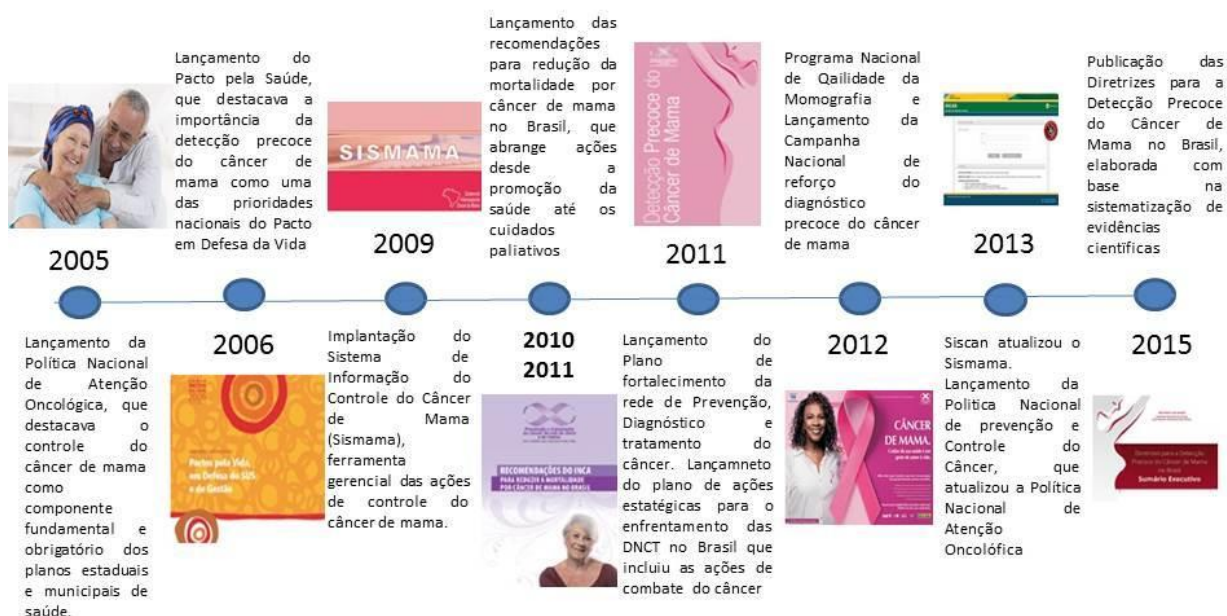 2005
Lançamento da
Política Nacional
de Atenção
Oncológica, que
destacava o
controle do
câncer de mama
como
componente
fundamental e
obrigatório dos
planos estaduais
e municipais de
saúde.
Lançamento do
Pacto pela Saúde,
que destacava a
importância da
detecção precoce
do câncer de
mama como uma
das prioridades
nacionais do Pacto
em Defesa da Vida
2006
Pactos pela Vida,
em Defesa do SUS
e de Gestão
SISMAMA
2009
Implantação do
Sistema de
Informação do
Controle do Câncer
de Mama
(Sismama),
ferramenta
gerencial das ações
de controle do
câncer de mama.
Lançamento das
recomendações
para redução da
mortalidade por
câncer de mama
no Brasil, que
abrange ações
desde a
promoção da
saúde até os
cuidados
paliativos
2010
2011
RECOMENDAÇÕES DO INCA
PARA REDUZIR A MORTALIDADE
POR CÂNCER DE MAMA NO BRASIL
Detecção Precoce do
Câncer de Mama
2011
Lançamento do
Plano de
fortalecimento da
rede de Prevenção,
Diagnóstico e
tratamento do
câncer. Lançamneto
do plano de ações
estatégicas para o
enfrentamento das
DNCT no Brasil que
incluiu as ações de
combate do câncer
Programa Nacional
de Qailidade da
Momografia e
Lançamento da
Campanha
Nacional de
reforço do
diagnóstico
precoce do câncer
de mama
2012
CÂNCER
DE MAMA.
2013
Siscan atualizou o
Sismama.
Lançamento da
Politica Nacional
de prevenção e
Controle do
Câncer, que
atualizou a Política
Nacional de
Atenção
Oncolófica
Publicação das
Diretrizes para a
Detecção Precoce
do Câncer de
Mama no Brasil,
elaborada com
base na
sistematização de
evidências
científicas
2015
Diretrizes para a Detecção
Precoce do Câncer de Mama
no Brasil
Sumário Executivo